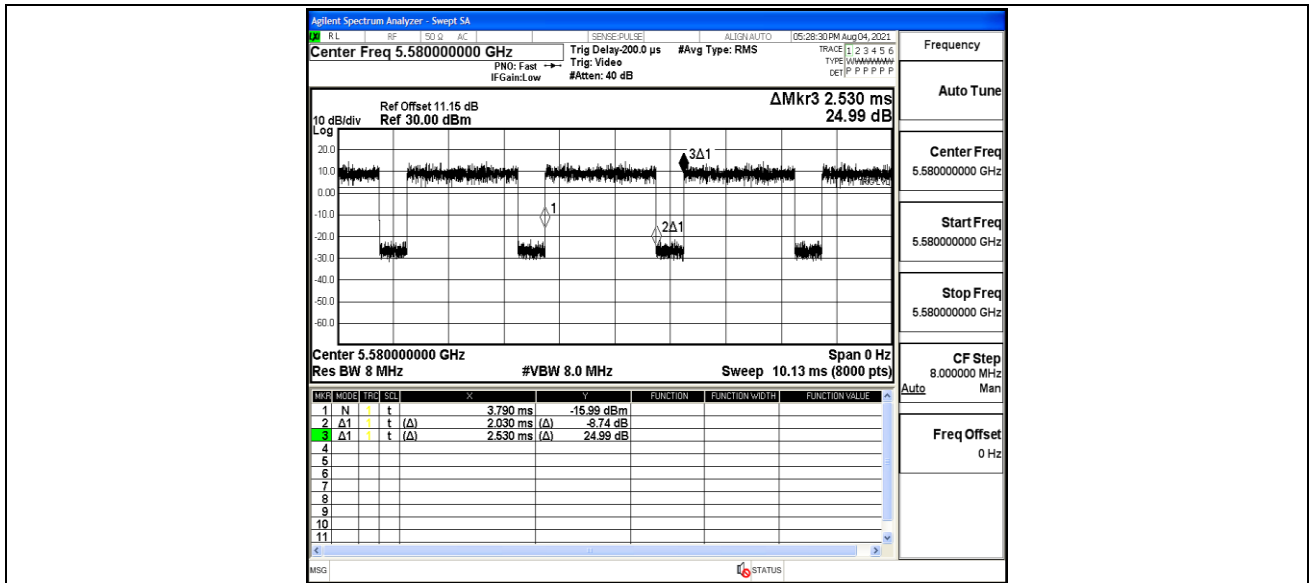 Agilent Spectrum Analyzer - Swept SA
LXI RL RF 50 Ω AC SENSE:PULSE ALIGNAUTO 05:28:30 PM Aug 04, 2021
Center Freq 5.580000000 GHz
PNO: Fast
IFGain:Low
Trig Delay-200.0 µs
Trig: Video
#Atten: 40 dB
#Avg Type: RMS
TRACE 1 2 3 4 5 6
TYPE WWWWWW
DET P P P P P P
ΔMkr3 2.530 ms
24.99 dB
Ref Offset 11.15 dB
10 dB/div Ref 30.00 dBm
Log
20.0
10.0
0.00
-10.0
-20.0
-30.0
-40.0
-50.0
-60.0
3Δ1
TRIG LVL
1
2Δ1
Center 5.580000000 GHz Span 0 Hz
Res BW 8 MHz #VBW 8.0 MHz Sweep 10.13 ms (8000 pts)
MKR MODE TRC SCL X Y FUNCTION FUNCTION WIDTH FUNCTION VALUE
1 N 1 t 3.790 ms -15.99 dBm
2 Δ1 1 t (Δ) 2.030 ms (Δ) -8.74 dB
3 Δ1 1 t (Δ) 2.530 ms (Δ) 24.99 dB
4
5
6
7
8
9
10
11
MSG STATUS
Frequency
Auto Tune
Center Freq
5.580000000 GHz
Start Freq
5.580000000 GHz
Stop Freq
5.580000000 GHz
CF Step
8.000000 MHz
Auto Man
Freq Offset
0 Hz